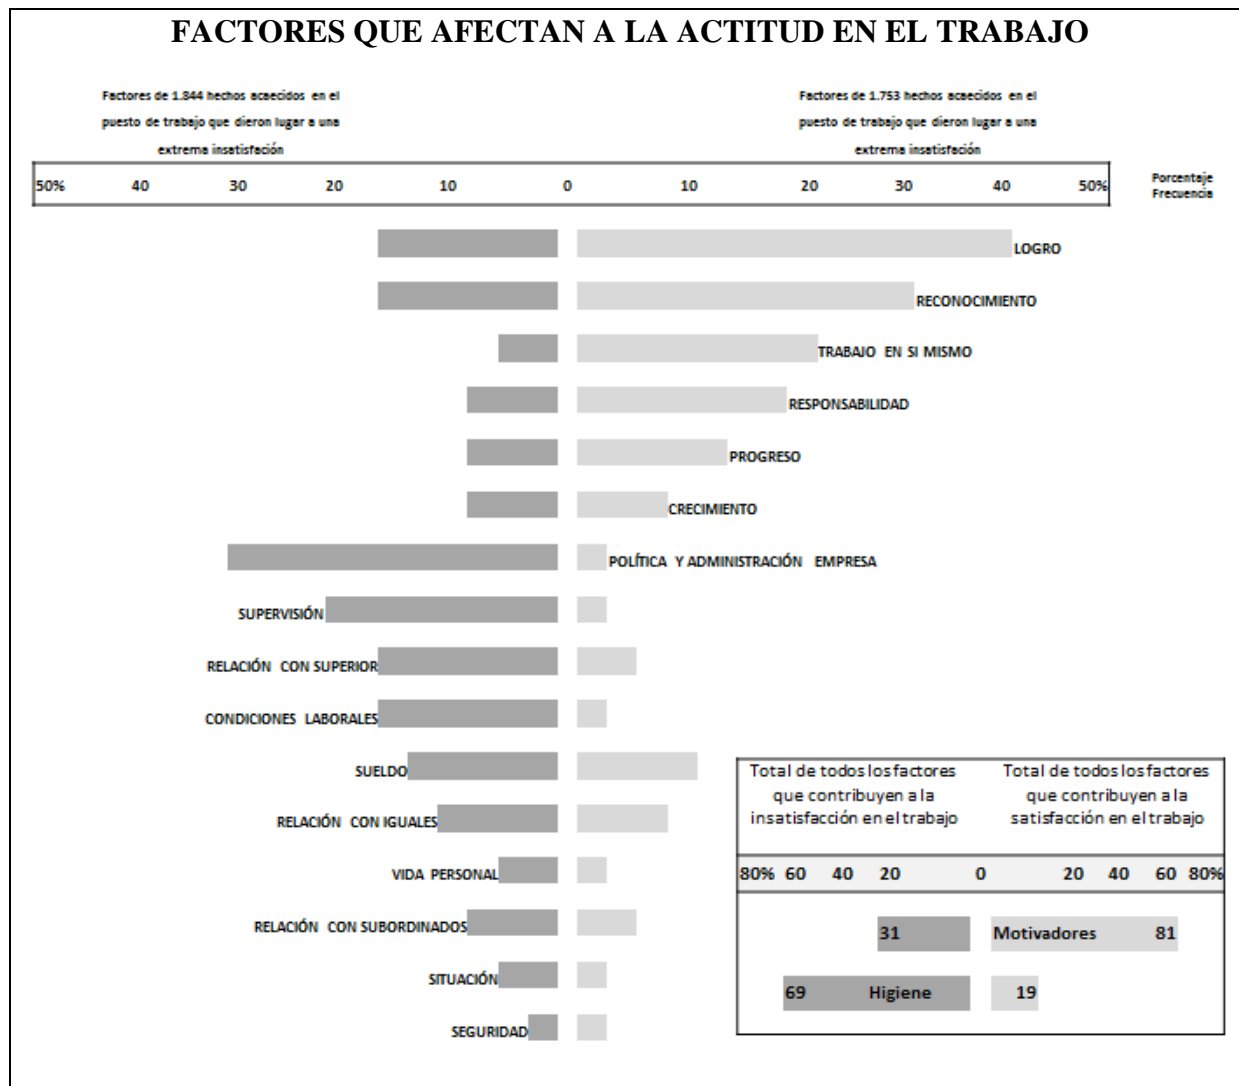 FACTORES QUE AFECTAN A LA ACTITUD EN EL TRABAJO
Factores de 1.844 hechos acaecidos en el
puesto de trabajo que dieron lugar a una
extrema insatisfación
Factores de 1.753 hechos acaecidos en el
puesto de trabajo que dieron lugar a una
extrema insatisfación
50% 40 30 20 10 0 10 20 30 40 50%
Porcentaje
Frecuencia
LOGRO
RECONOCIMIENTO
TRABAJO EN SI MISMO
RESPONSABILIDAD
PROGRESO
CRECIMIENTO
POLÍTICA Y ADMINISTRACIÓN EMPRESA
SUPERVISIÓN
RELACIÓN CON SUPERIOR
CONDICIONES LABORALES
SUELDO
RELACIÓN CON IGUALES
VIDA PERSONAL
RELACIÓN CON SUBORDINADOS
SITUACIÓN
SEGURIDAD
Total de todos los factores
que contribuyen a la
insatisfacción en el trabajo
Total de todos los factores
que contribuyen a la
satisfacción en el trabajo
80% 60 40 20 0 20 40 60 80%
31 Motivadores 81
69 Higiene 19